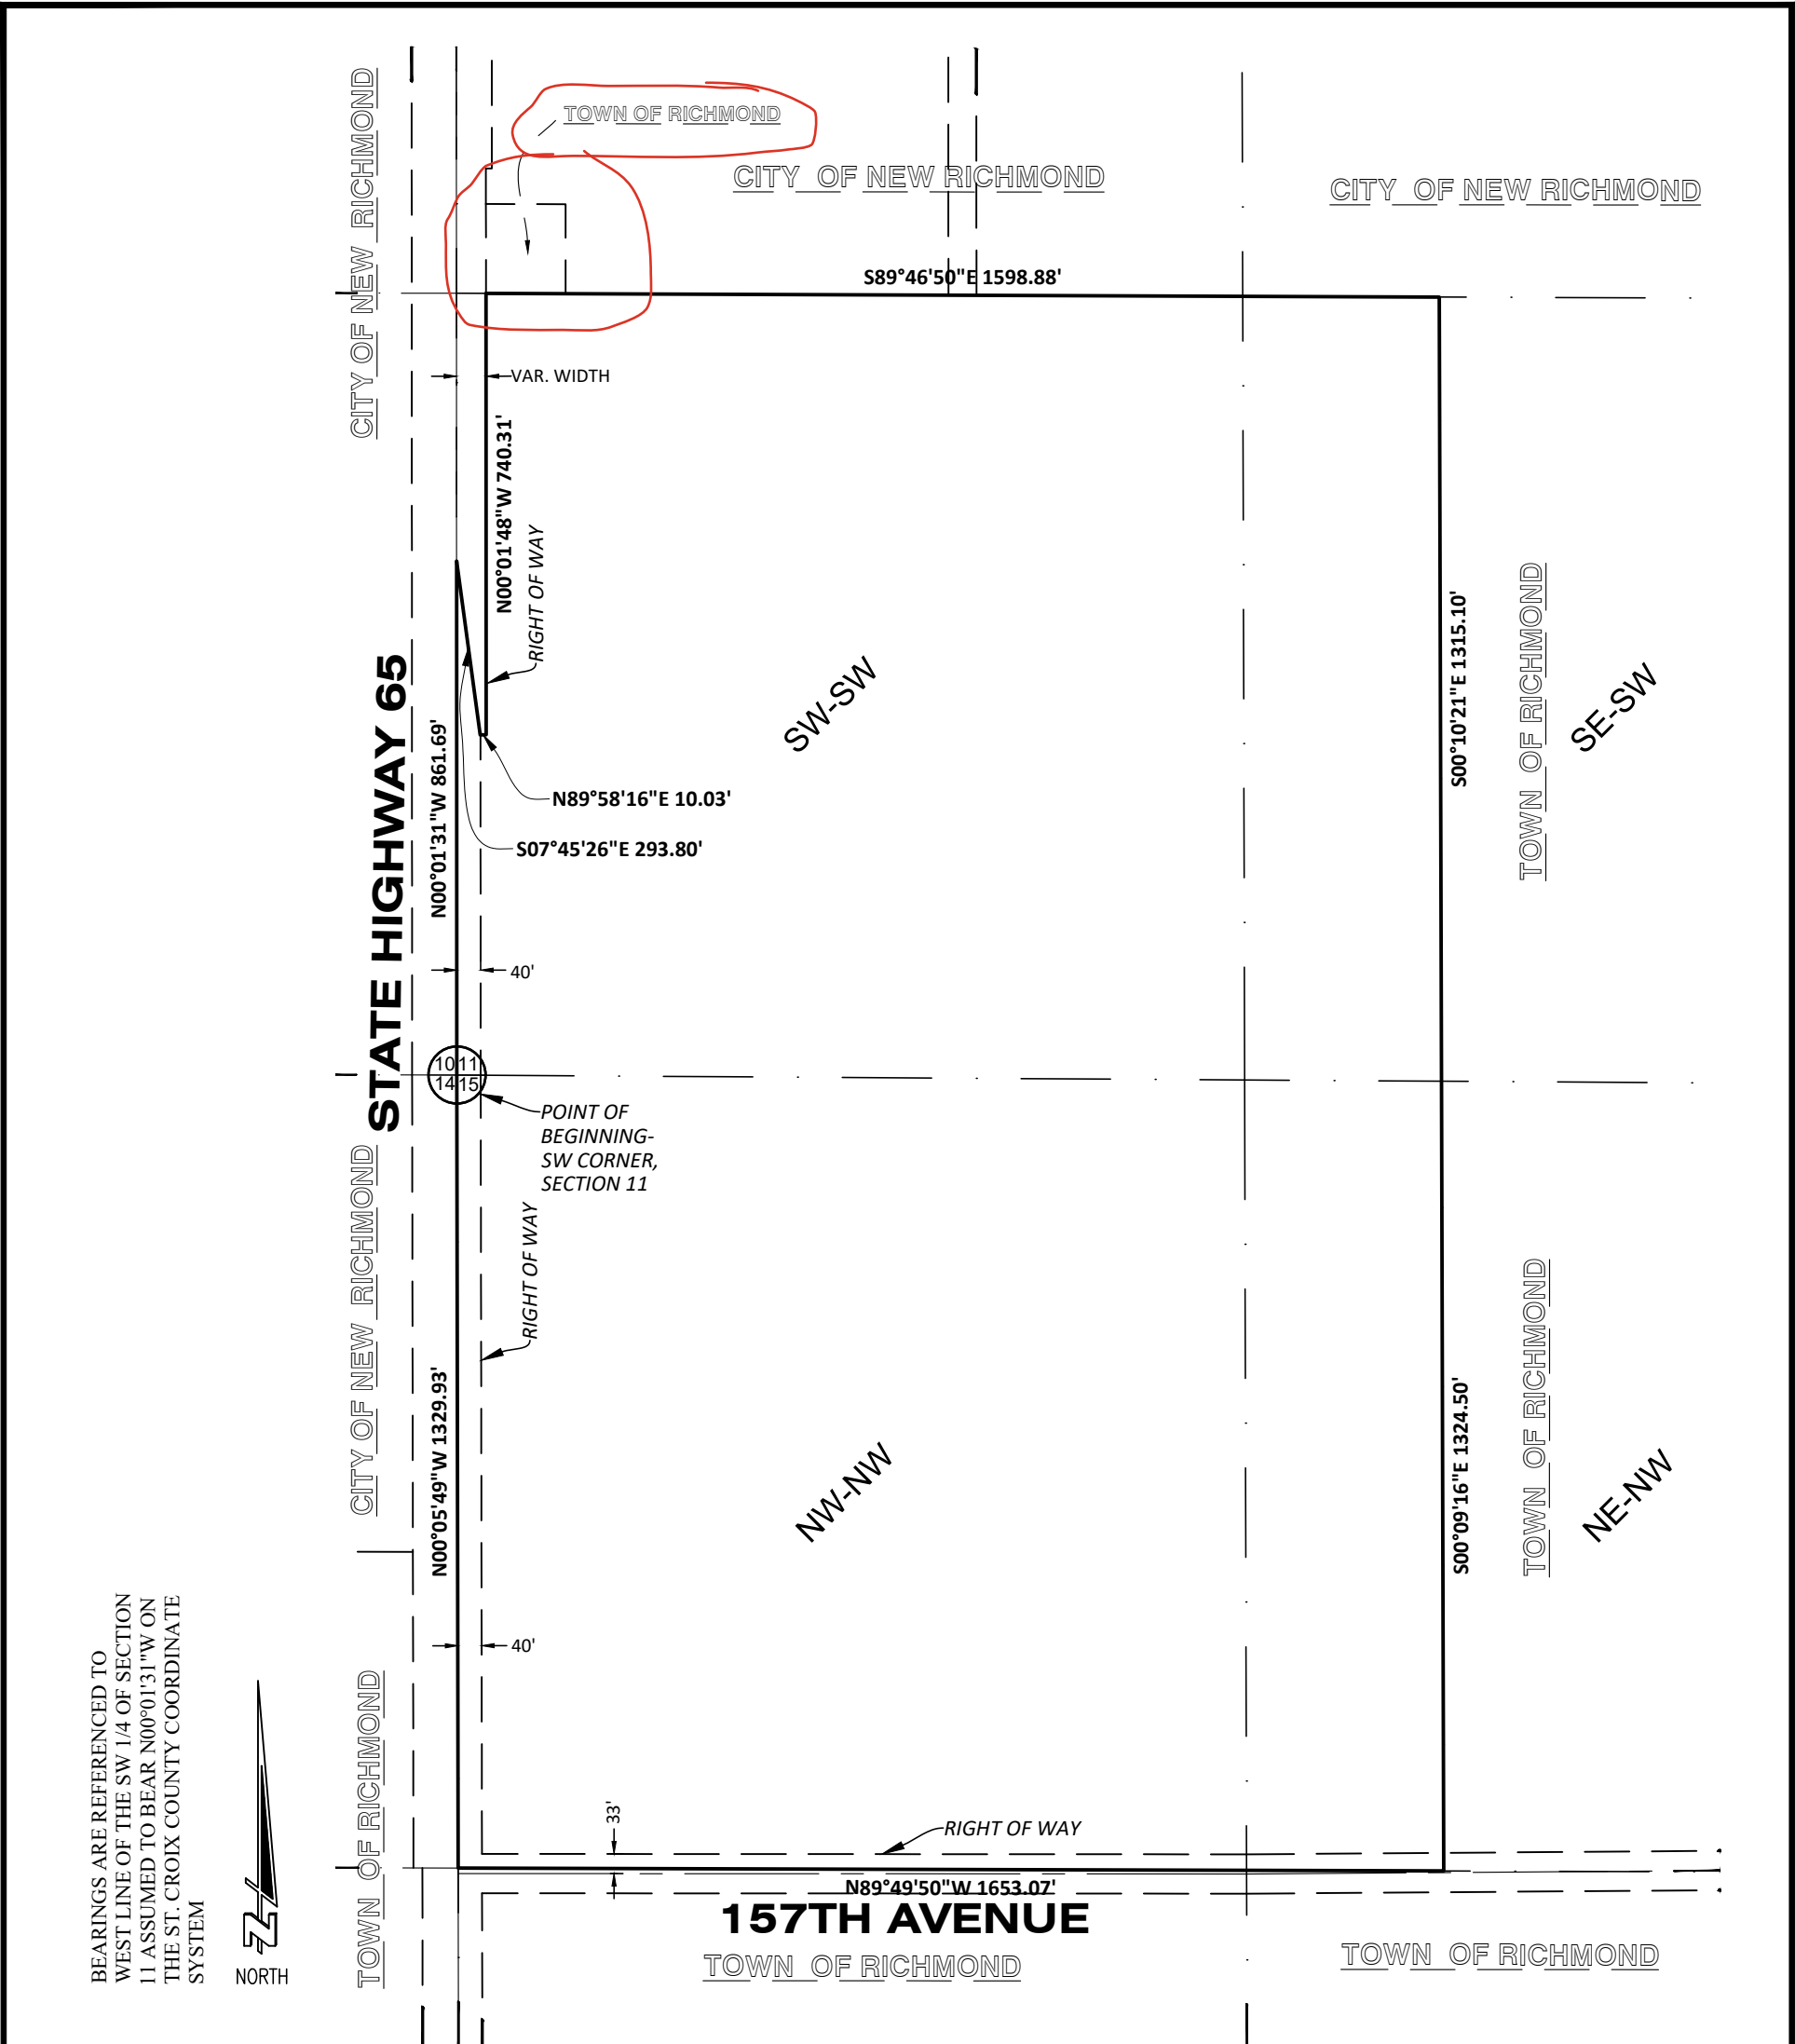 TOWN OF RICHMOND
CITY OF NEW RICHMOND
CITY OF NEW RICHMOND
CITY OF NEW RICHMOND
S89°46'50"E 1598.88'
VAR. WIDTH
N00°01'48"W 740.31'
RIGHT OF WAY
STATE HIGHWAY 65
N00°01'31"W 861.69'
SW-SW
S00°10'21"E 1315.10'
TOWN OF RICHMOND
SE-SW
N89°58'16"E 10.03'
S07°45'26"E 293.80'
40'
10 11
14 15
POINT OF
BEGINNING-
SW CORNER,
SECTION 11
CITY OF NEW RICHMOND
N00°05'49"W 1329.93'
RIGHT OF WAY
NW-NW
S00°09'16"E 1324.50'
TOWN OF RICHMOND
NE-NW
40'
BEARINGS ARE REFERENCED TO
WEST LINE OF THE SW 1/4 OF SECTION
11 ASSUMED TO BEAR N00°01'31"W ON
THE ST. CROIX COUNTY COORDINATE
SYSTEM
NORTH
TOWN OF RICHMOND
33'
RIGHT OF WAY
N89°49'50"W 1653.07'
157TH AVENUE
TOWN OF RICHMOND
TOWN OF RICHMOND